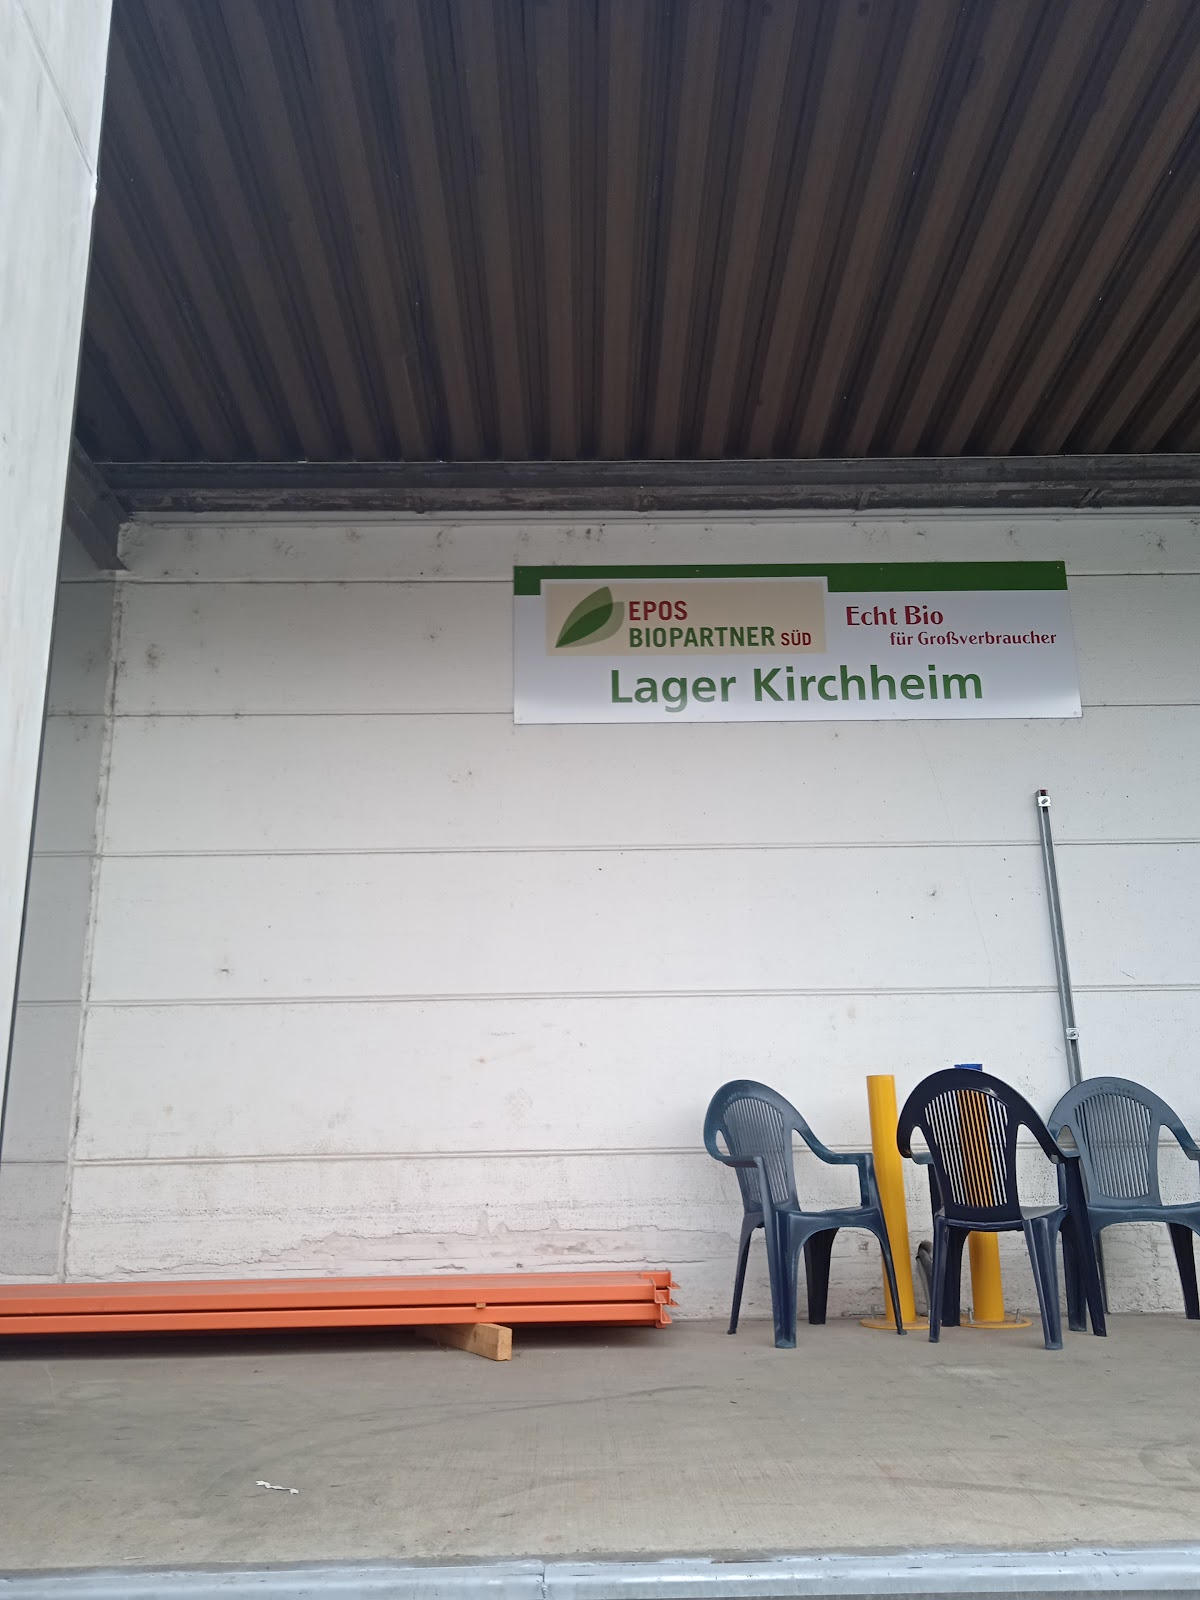 EPOS
BIOPARTNER SÜD
Echt Bio
für Großverbraucher
Lager Kirchheim